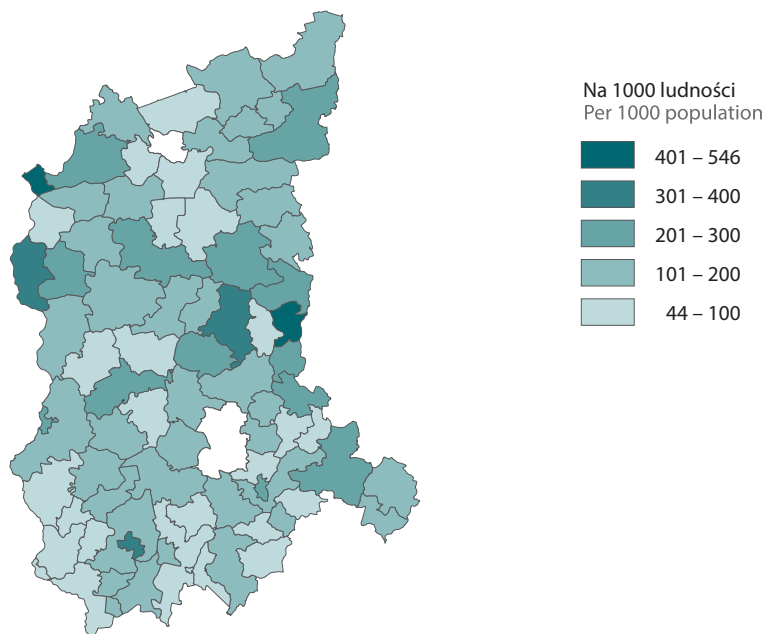 Na 1000 ludności
Per 1000 population
401 – 546
301 – 400
201 – 300
101 – 200
44 – 100